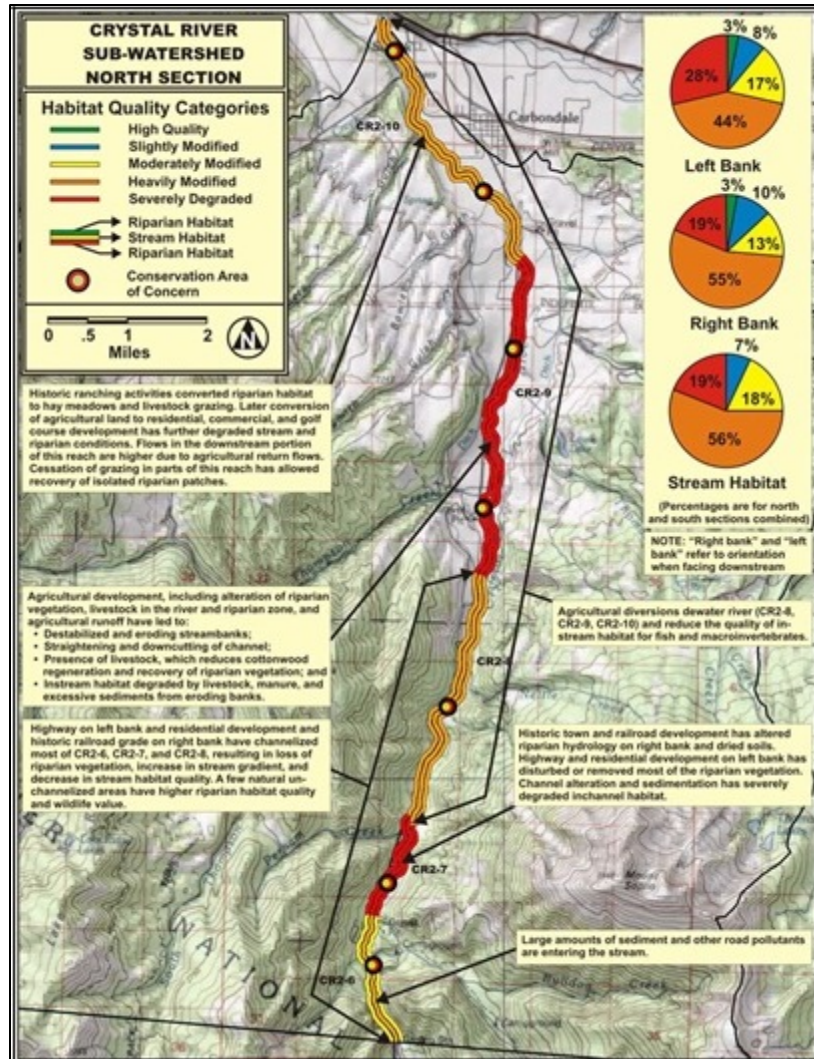 CRYSTAL RIVER
SUB-WATERSHED
NORTH SECTION
Habitat Quality Categories
High Quality
Slightly Modified
Moderately Modified
Heavily Modified
Severely Degraded
Riparian Habitat
Stream Habitat
Riparian Habitat
Conservation Area
of Concern
0 .5 1 2
Miles
N
3%
8%
28%
17%
44%
Left Bank
3%
10%
19%
13%
55%
Right Bank
7%
19%
18%
56%
Stream Habitat
(Percentages are for north
and south sections combined)
NOTE: "Right bank" and "left
bank" refer to orientation
when facing downstream
CR2-10
Carbondale
CR2-9
Historic ranching activities converted riparian habitat
to hay meadows and livestock grazing. Later conversion
of agricultural land to residential, commercial, and golf
course development has further degraded stream and
riparian conditions. Flows in the downstream portion
of this reach are higher due to agricultural return flows.
Cessation of grazing in parts of this reach has allowed
recovery of isolated riparian patches.
Creek
Agricultural development, including alteration of riparian
vegetation, livestock in the river and riparian zone, and
agricultural runoff have led to:
• Destabilized and eroding streambanks;
• Straightening and downcutting of channel;
• Presence of livestock, which reduces cottonwood
regeneration and recovery of riparian vegetation; and
• Instream habitat degraded by livestock, manure, and
excessive sediments from eroding banks.
Agricultural diversions dewater river (CR2-8,
CR2-9, CR2-10) and reduce the quality of in-
stream habitat for fish and macroinvertebrates.
Highway on left bank and residential development and
historic railroad grade on right bank have channelized
most of CR2-6, CR2-7, and CR2-8, resulting in loss of
riparian vegetation, increase in stream gradient, and
decrease in stream habitat quality. A few natural un-
channelized areas have higher riparian habitat quality
and wildlife value.
Historic town and railroad development has altered
riparian hydrology on right bank and dried soils.
Highway and residential development on left bank has
disturbed or removed most of the riparian vegetation.
Channel alteration and sedimentation has severely
degraded inchannel habitat.
Creek
CR2-7
Mount
NATIONAL
CR2-6
Large amounts of sediment and other road pollutants
are entering the stream.
Creek